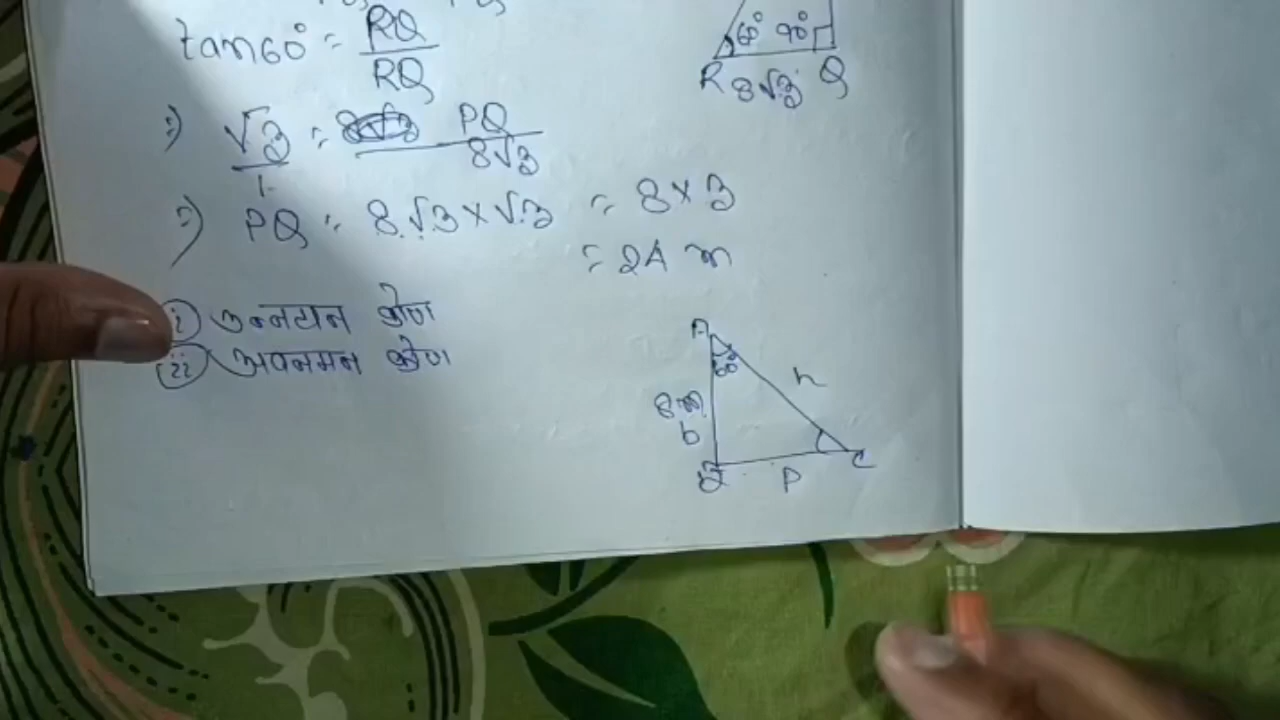 tan60° = RQ/RQ
60° 90°
R 8√3 Q
⇒ √3/1 = PQ/8√3
⇒ PQ = 8√3×√3 = 8×3
= 24 m
(i) उन्नयन कोण
(ii) अवनमन कोण
A
60°
h
8m
b
B P C